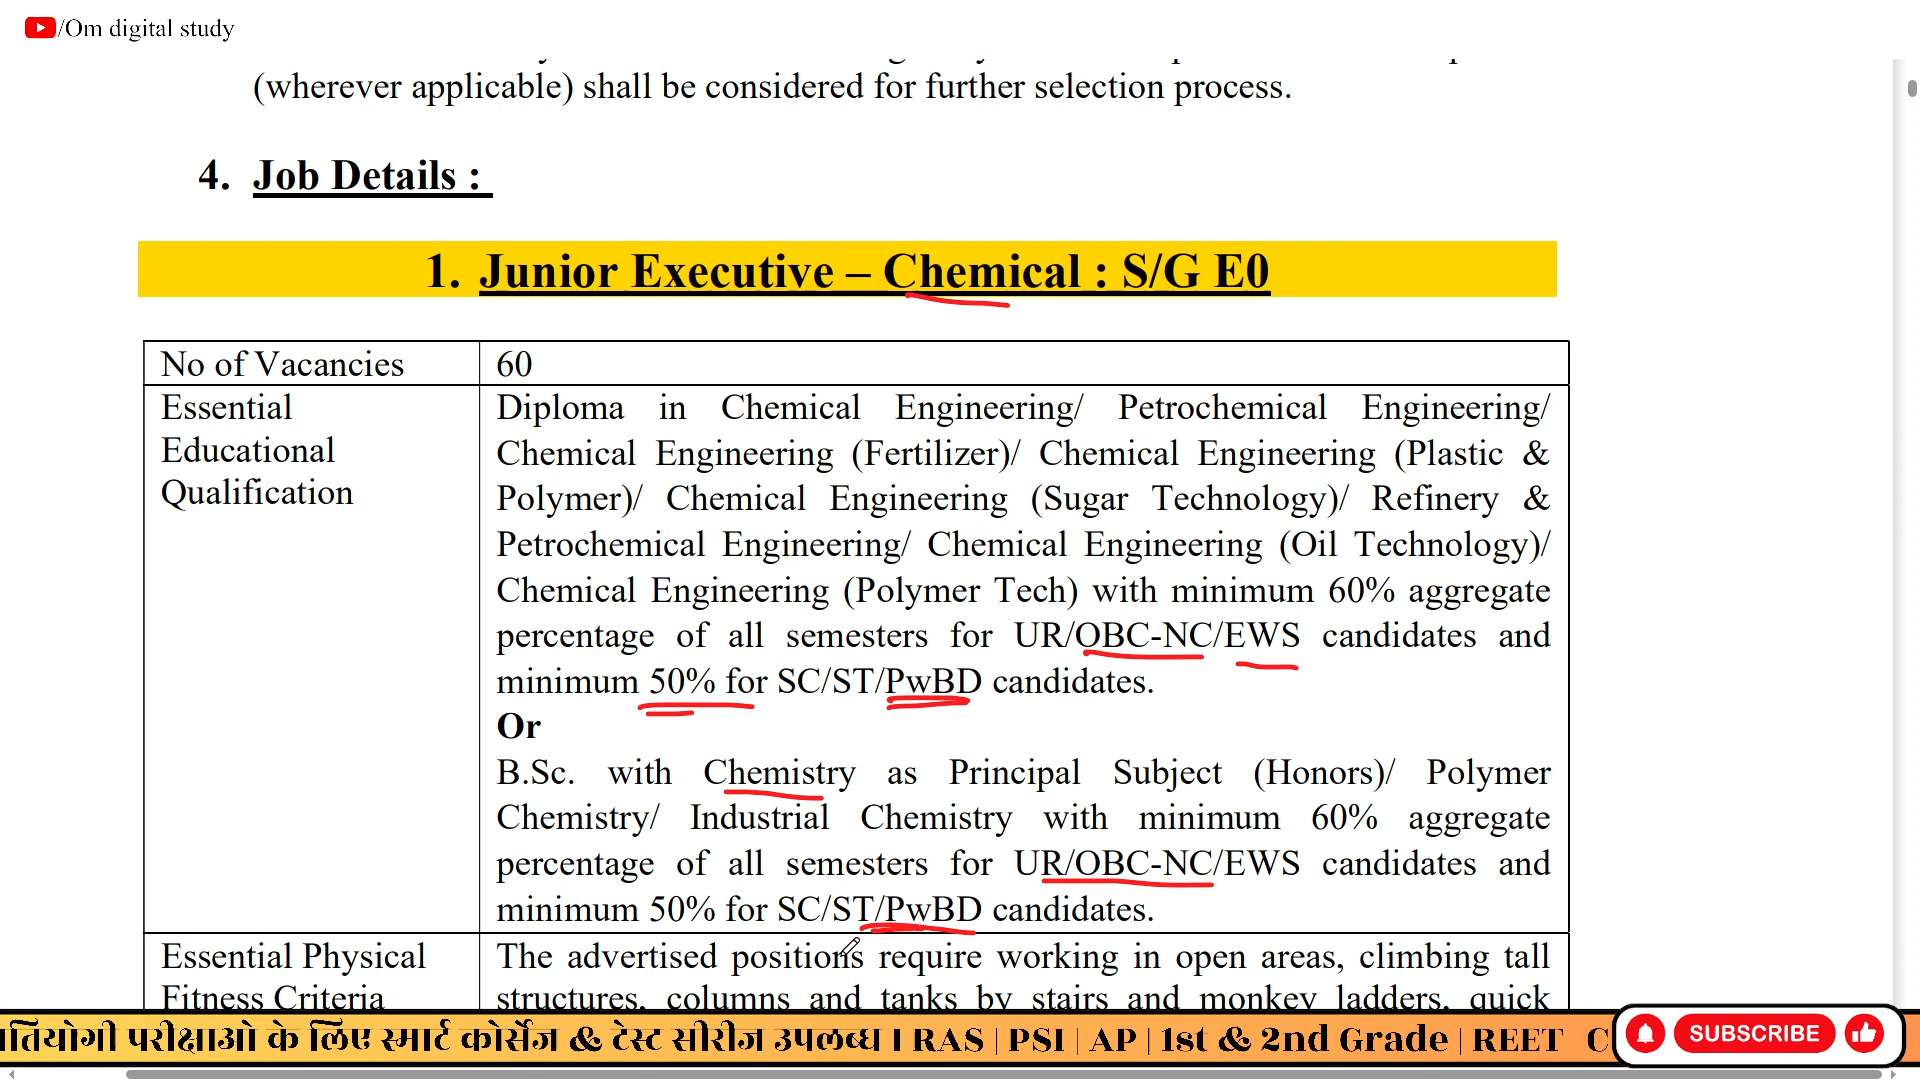 /Om digital study
(wherever applicable) shall be considered for further selection process.
4. Job Details :
1. Junior Executive – Chemical : S/G E0
No of Vacancies 60
Essential Educational Qualification
Diploma in Chemical Engineering/ Petrochemical Engineering/
Chemical Engineering (Fertilizer)/ Chemical Engineering (Plastic &
Polymer)/ Chemical Engineering (Sugar Technology)/ Refinery &
Petrochemical Engineering/ Chemical Engineering (Oil Technology)/
Chemical Engineering (Polymer Tech) with minimum 60% aggregate
percentage of all semesters for UR/OBC-NC/EWS candidates and
minimum 50% for SC/ST/PwBD candidates.
Or
B.Sc. with Chemistry as Principal Subject (Honors)/ Polymer
Chemistry/ Industrial Chemistry with minimum 60% aggregate
percentage of all semesters for UR/OBC-NC/EWS candidates and
minimum 50% for SC/ST/PwBD candidates.
Essential Physical Fitness Criteria
The advertised positions require working in open areas, climbing tall
structures, columns and tanks by stairs and monkey ladders, quick
तियोगी परीक्षाओ के लिए स्मार्ट कोर्सेज & टेस्ट सीरीज उपलब्ध । RAS | PSI | AP | 1st & 2nd Grade | REET C
SUBSCRIBE